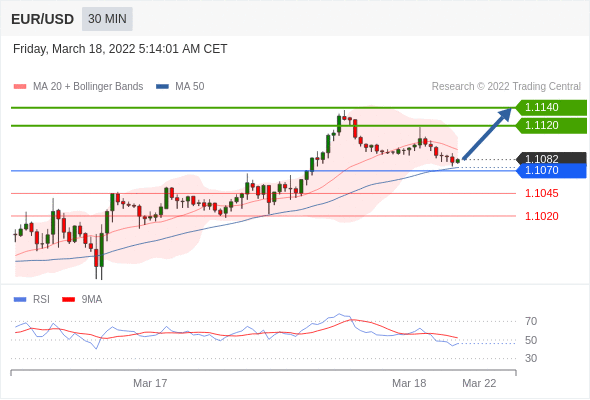 EUR/USD 30 MIN
Friday, March 18, 2022 5:14:01 AM CET
MA 20 + Bollinger Bands MA 50 Research © 2022 Trading Central
1.1140
1.1120
1.1082
1.1070
1.1045
1.1020
RSI 9MA
70
50
30
Mar 17 Mar 18 Mar 22